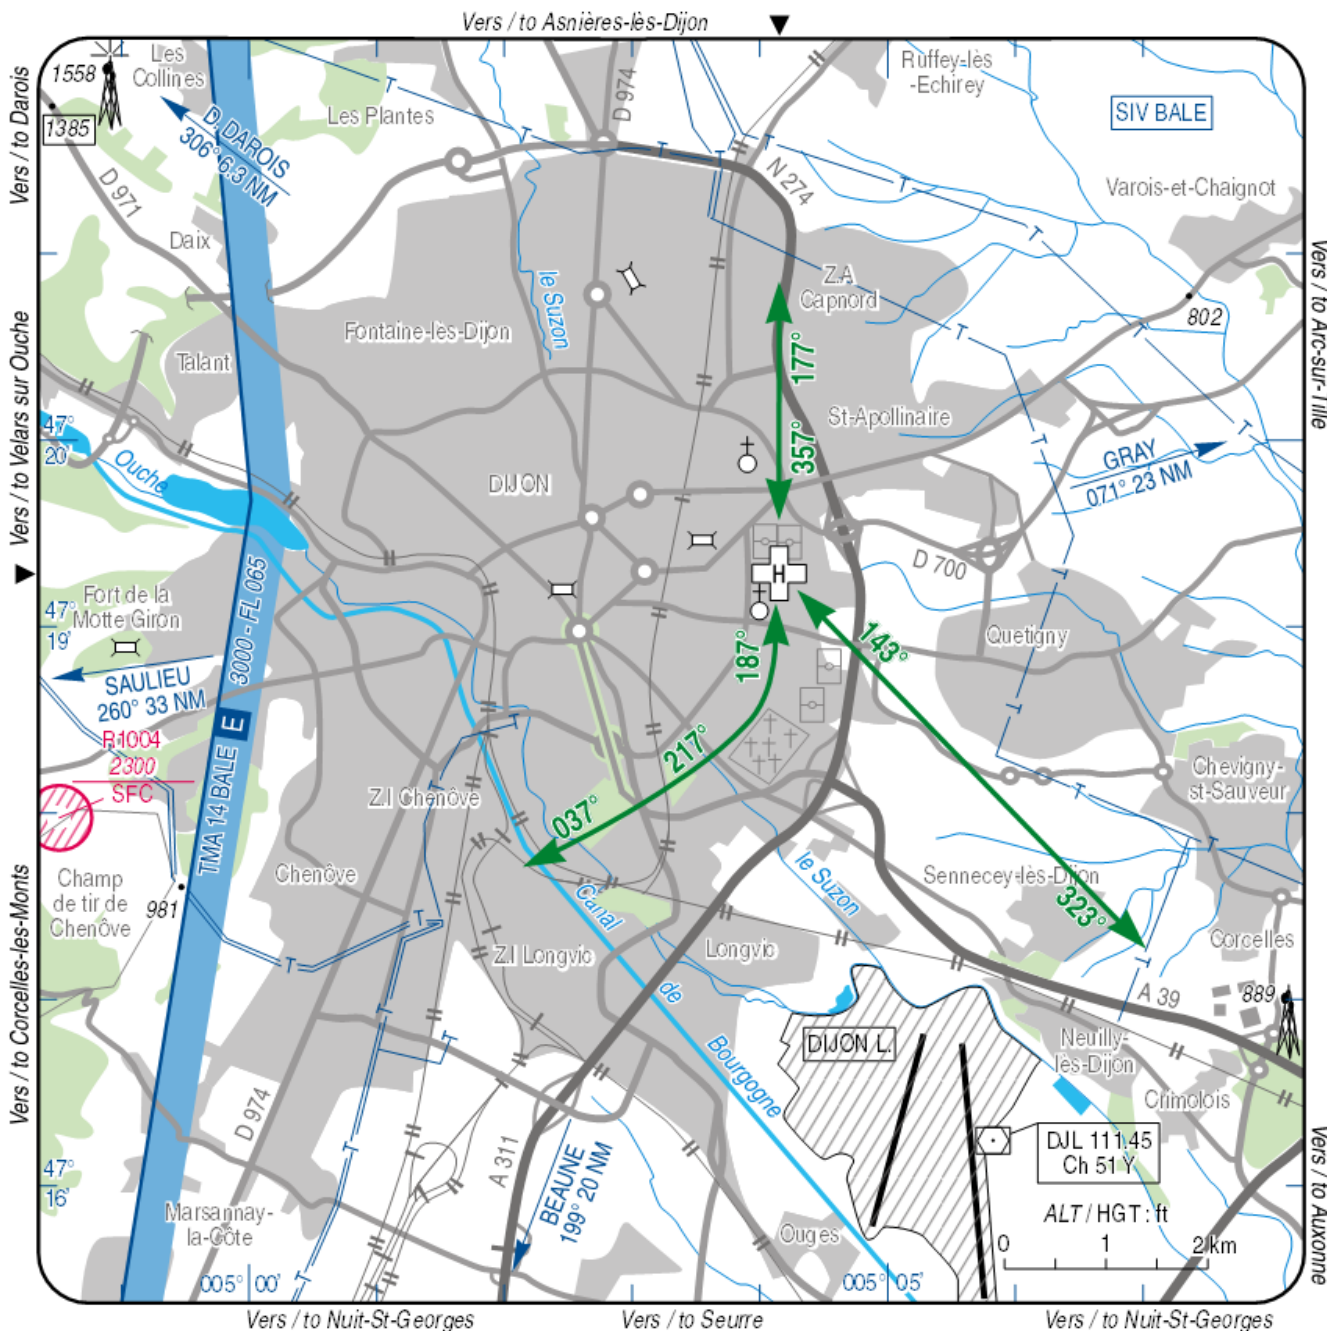 Vers / to Asnières-lès-Dijon
Vers / to Darois
Vers / to Velars sur Ouche
Vers / to Corcelles-les-Monts
Vers / to Arc-sur-Tille
Vers / to Auxonne
1558
1385
Les
Collines
D. DAROIS
306° 6.3 NM
D 971
Daix
Les Plantes
D 974
N 274
Ruffey-lès
-Echirey
SIV BALE
Varois-et-Chaignot
802
Z.A
Capnord
le Suzon
Fontaine-lès-Dijon
Talant
177°
357°
St-Apollinaire
47°
20'
Ouche
DIJON
GRAY
071° 23 NM
D 700
H
Fort de la
Motte Giron
47°
19'
3000 - FL 065
SAULIEU
260° 33 NM
E
TMA 14 BALE
R1004
2300
SFC
187°
143°
Quetigny
217°
037°
Z.I Chenôve
Chevigny-
st-Sauveur
Champ
de tir de
Chenôve
981
Chenôve
le Suzon
Sennecey-lès-Dijon
323°
Canal
de
Bourgogne
Z.I Longvic
Longvic
Corcelles
889
A 39
DIJON L.
Neuilly-
lès-Dijon
Crimolois
D 974
A 311
BEAUNE
199° 20 NM
DJL 111.45
Ch 51 Y
ALT / HGT : ft
0 1 2 km
47°
16'
Marsannay-
la-Côte
Ouges
005° 00'
005° 05'
T T T T T T T T T T T T T T T T T T
Vers / to Nuit-St-Georges
Vers / to Seurre
Vers / to Nuit-St-Georges